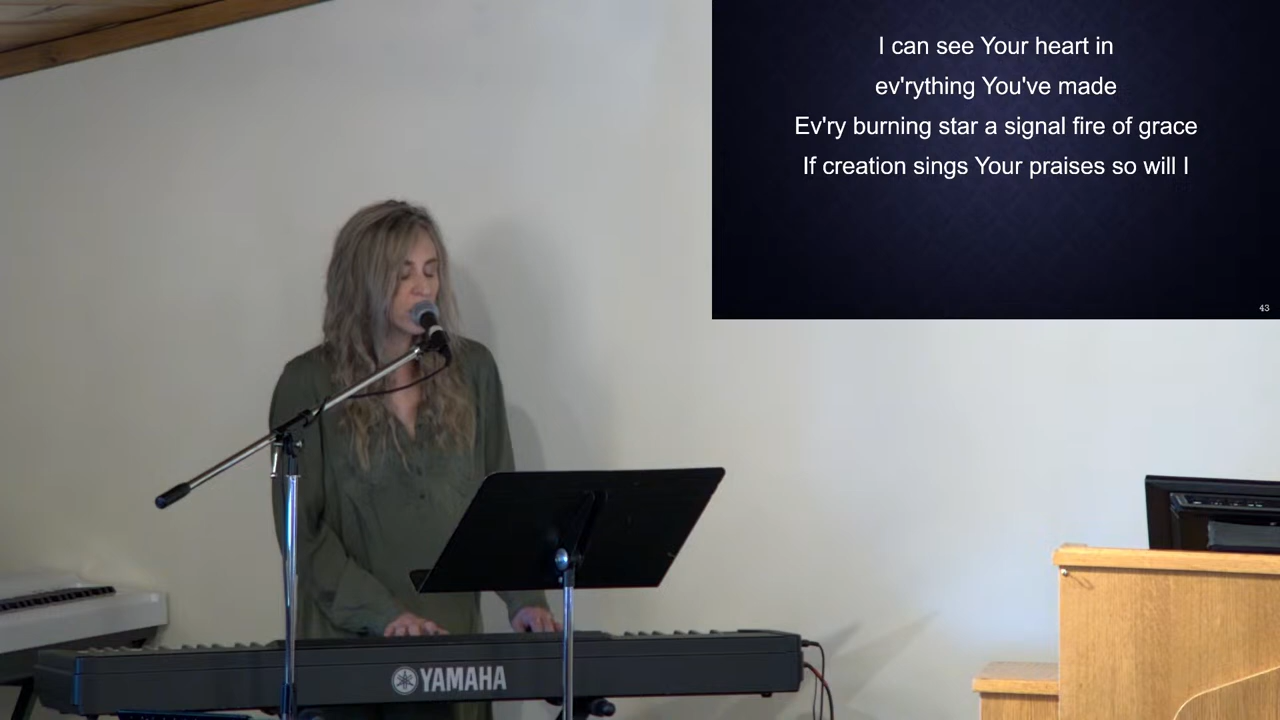 I can see Your heart in
ev'rything You've made
Ev'ry burning star a signal fire of grace
If creation sings Your praises so will I
43
YAMAHA